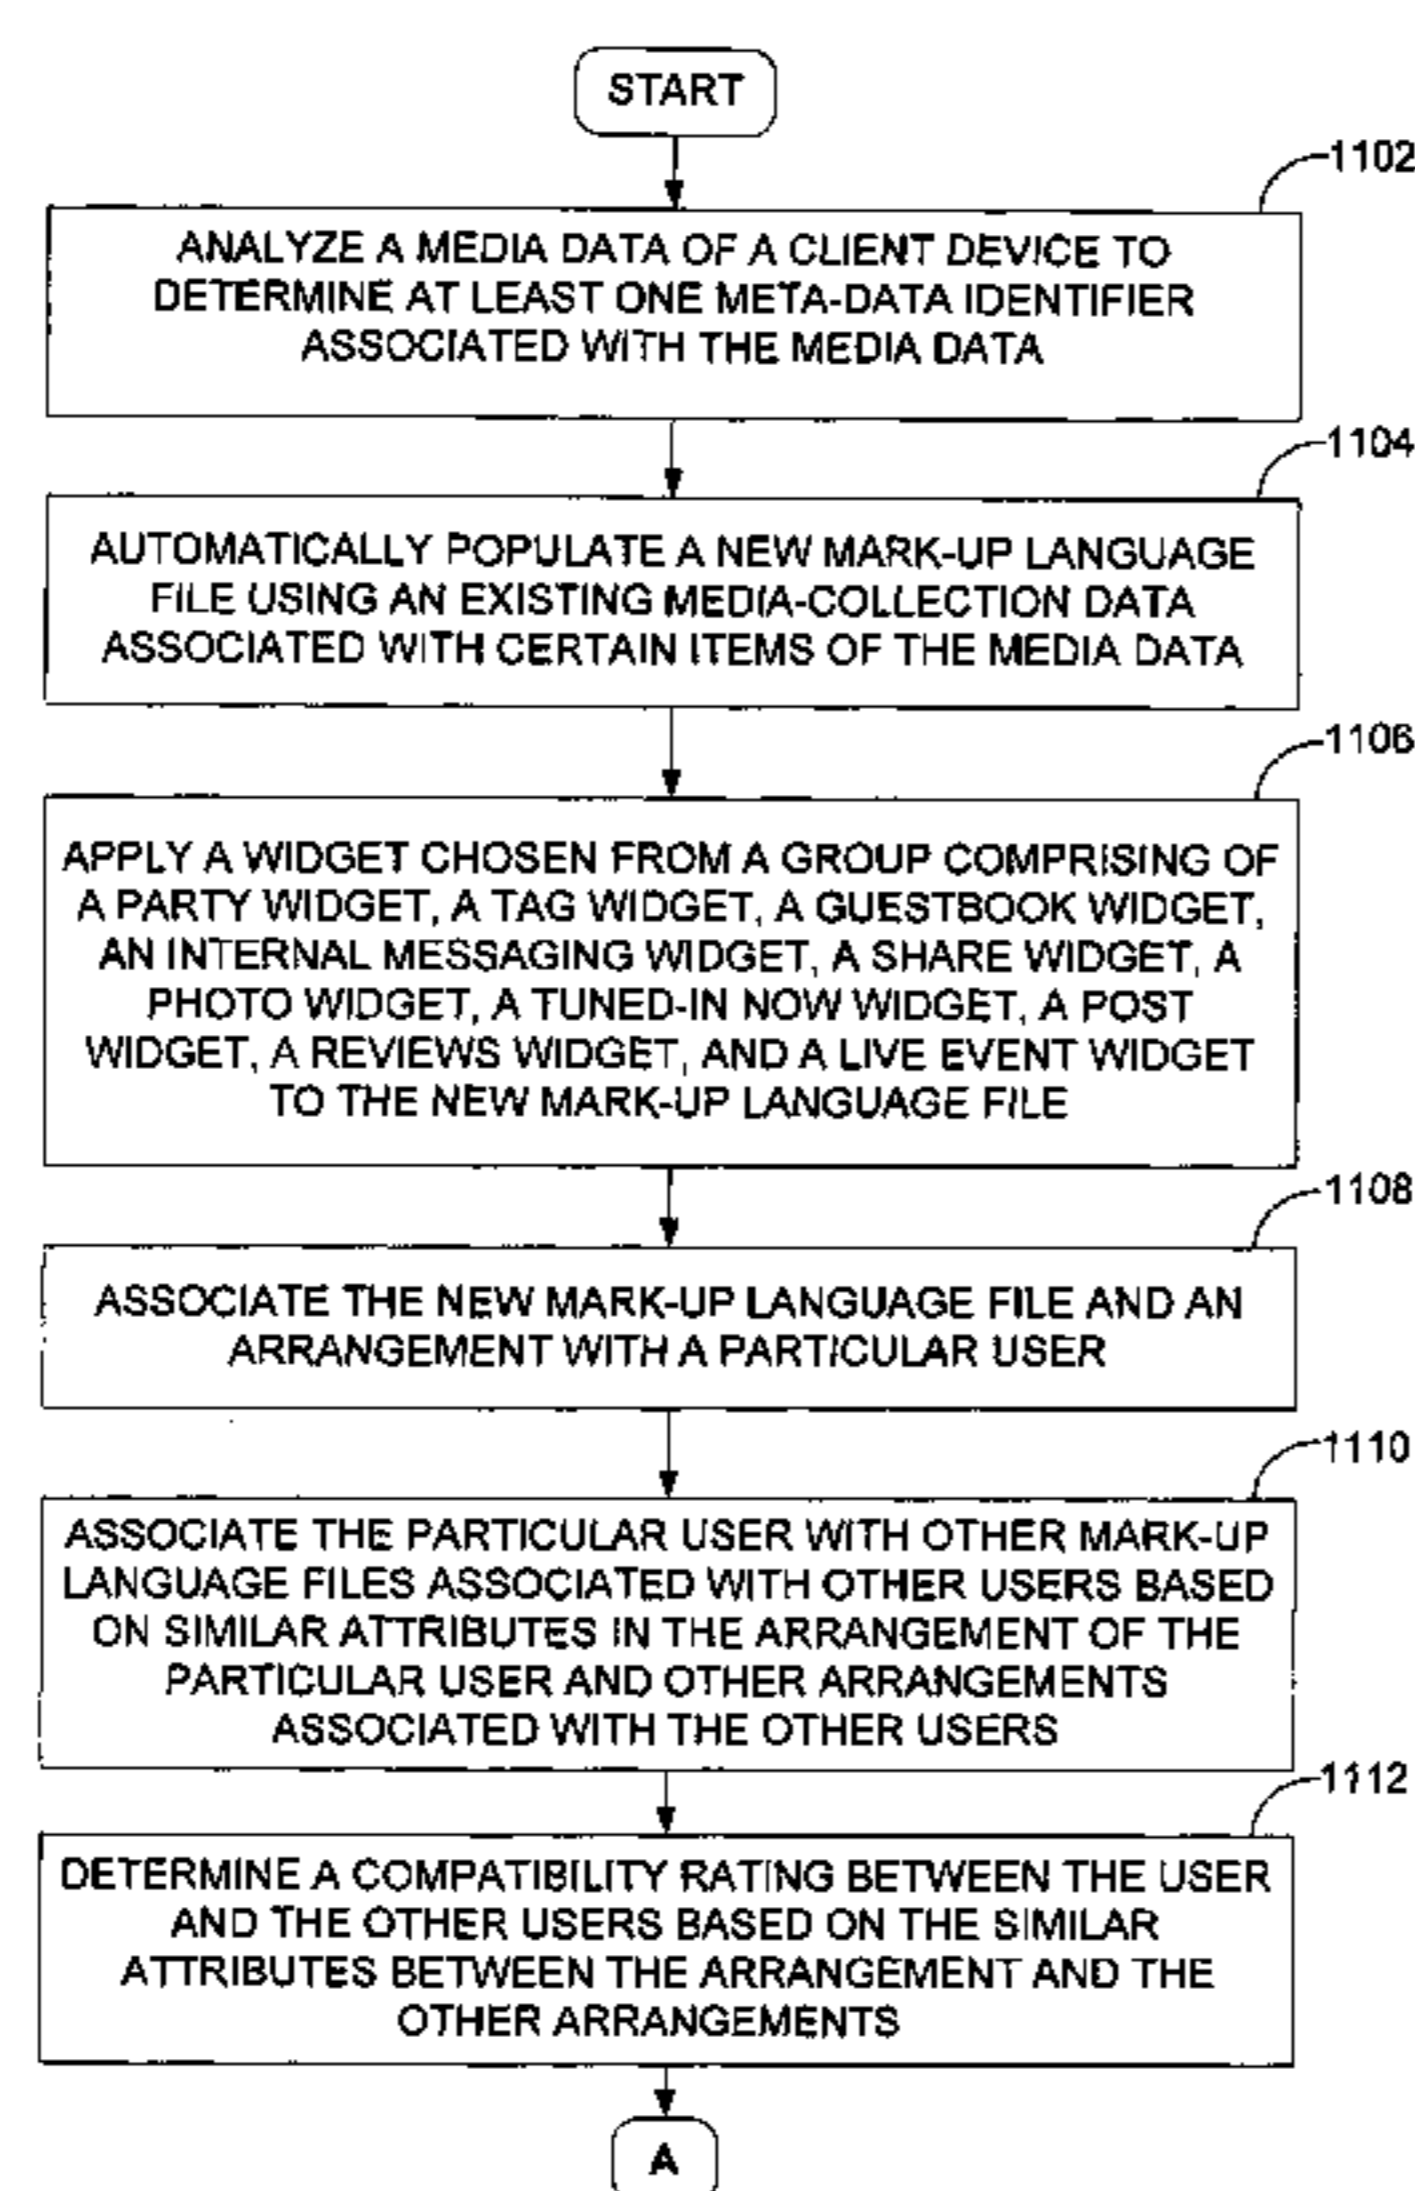 START
1102
ANALYZE A MEDIA DATA OF A CLIENT DEVICE TO
DETERMINE AT LEAST ONE META-DATA IDENTIFIER
ASSOCIATED WITH THE MEDIA DATA
1104
AUTOMATICALLY POPULATE A NEW MARK-UP LANGUAGE
FILE USING AN EXISTING MEDIA-COLLECTION DATA
ASSOCIATED WITH CERTAIN ITEMS OF THE MEDIA DATA
1106
APPLY A WIDGET CHOSEN FROM A GROUP COMPRISING OF
A PARTY WIDGET, A TAG WIDGET, A GUESTBOOK WIDGET,
AN INTERNAL MESSAGING WIDGET, A SHARE WIDGET, A
PHOTO WIDGET, A TUNED-IN NOW WIDGET, A POST
WIDGET, A REVIEWS WIDGET, AND A LIVE EVENT WIDGET
TO THE NEW MARK-UP LANGUAGE FILE
1108
ASSOCIATE THE NEW MARK-UP LANGUAGE FILE AND AN
ARRANGEMENT WITH A PARTICULAR USER
1110
ASSOCIATE THE PARTICULAR USER WITH OTHER MARK-UP
LANGUAGE FILES ASSOCIATED WITH OTHER USERS BASED
ON SIMILAR ATTRIBUTES IN THE ARRANGEMENT OF THE
PARTICULAR USER AND OTHER ARRANGEMENTS
ASSOCIATED WITH THE OTHER USERS
1112
DETERMINE A COMPATIBILITY RATING BETWEEN THE USER
AND THE OTHER USERS BASED ON THE SIMILAR
ATTRIBUTES BETWEEN THE ARRANGEMENT AND THE
OTHER ARRANGEMENTS
A